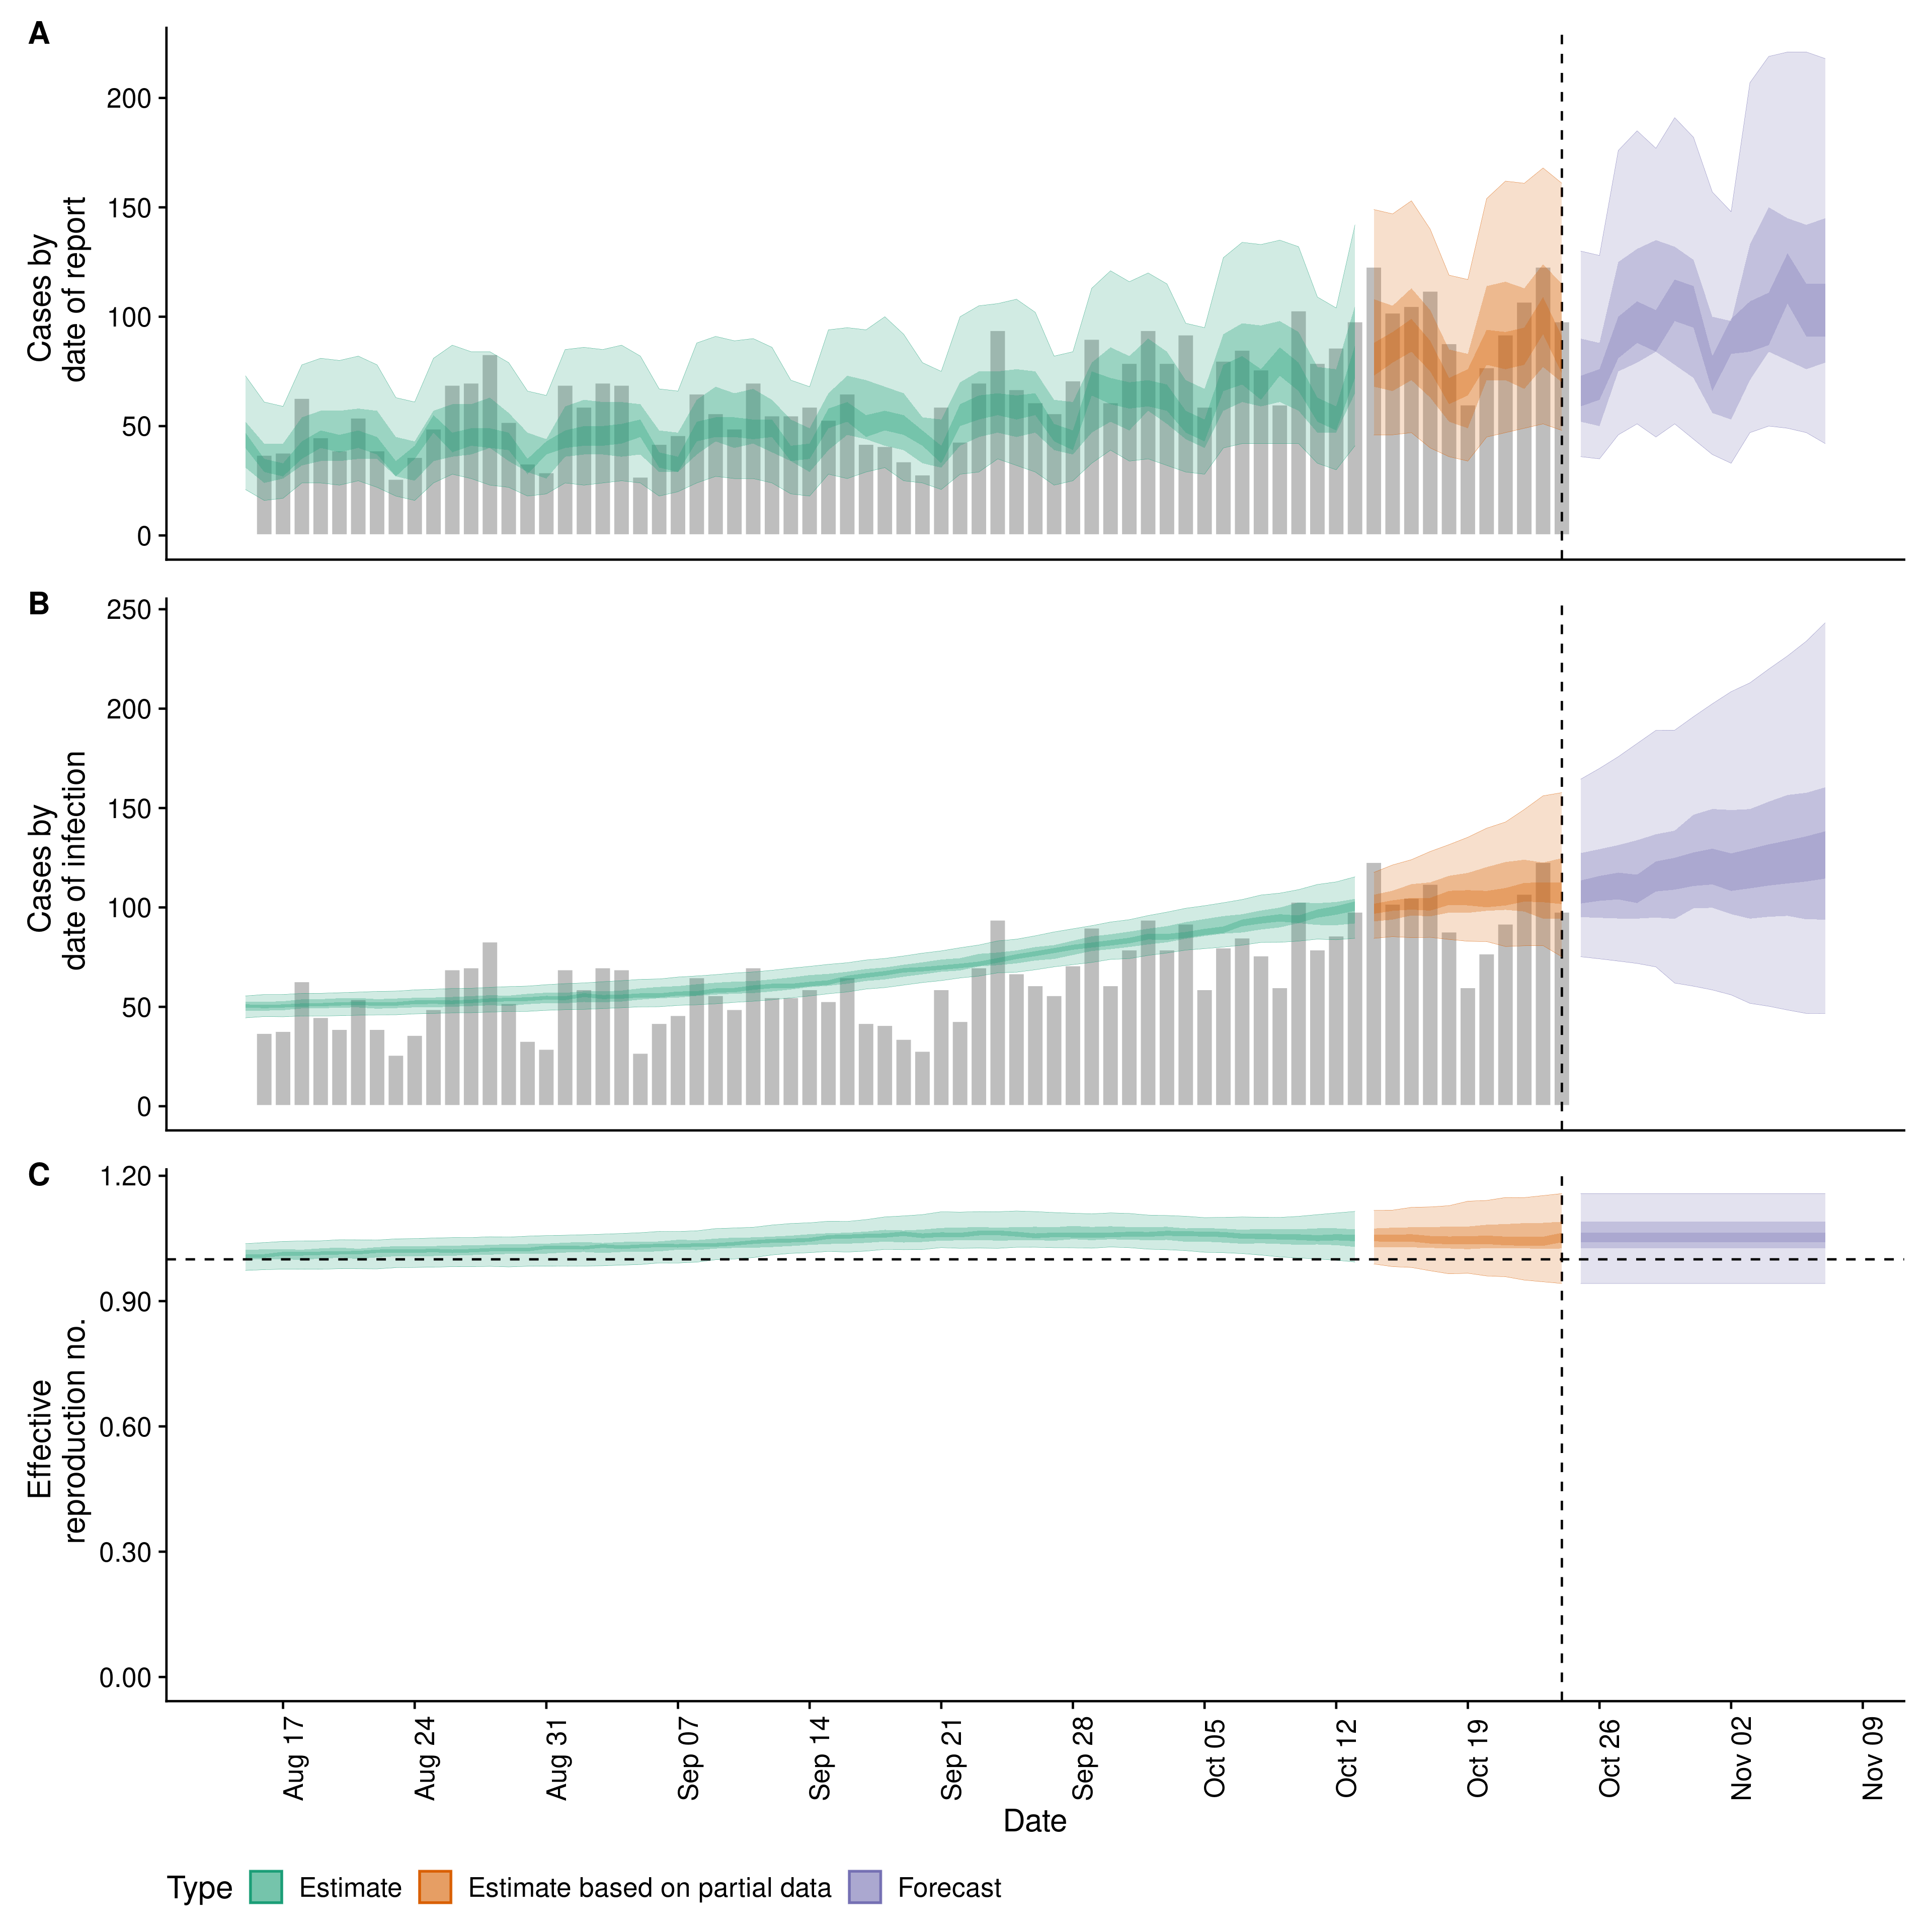 A
Cases by
date of report
200
150
100
50
0
B
Cases by
date of infection
250
200
150
100
50
0
C
Effective
reproduction no.
1.20
0.90
0.60
0.30
0.00
Aug 17
Aug 24
Aug 31
Sep 07
Sep 14
Sep 21
Sep 28
Oct 05
Oct 12
Oct 19
Oct 26
Nov 02
Nov 09
Date
Type Estimate Estimate based on partial data Forecast